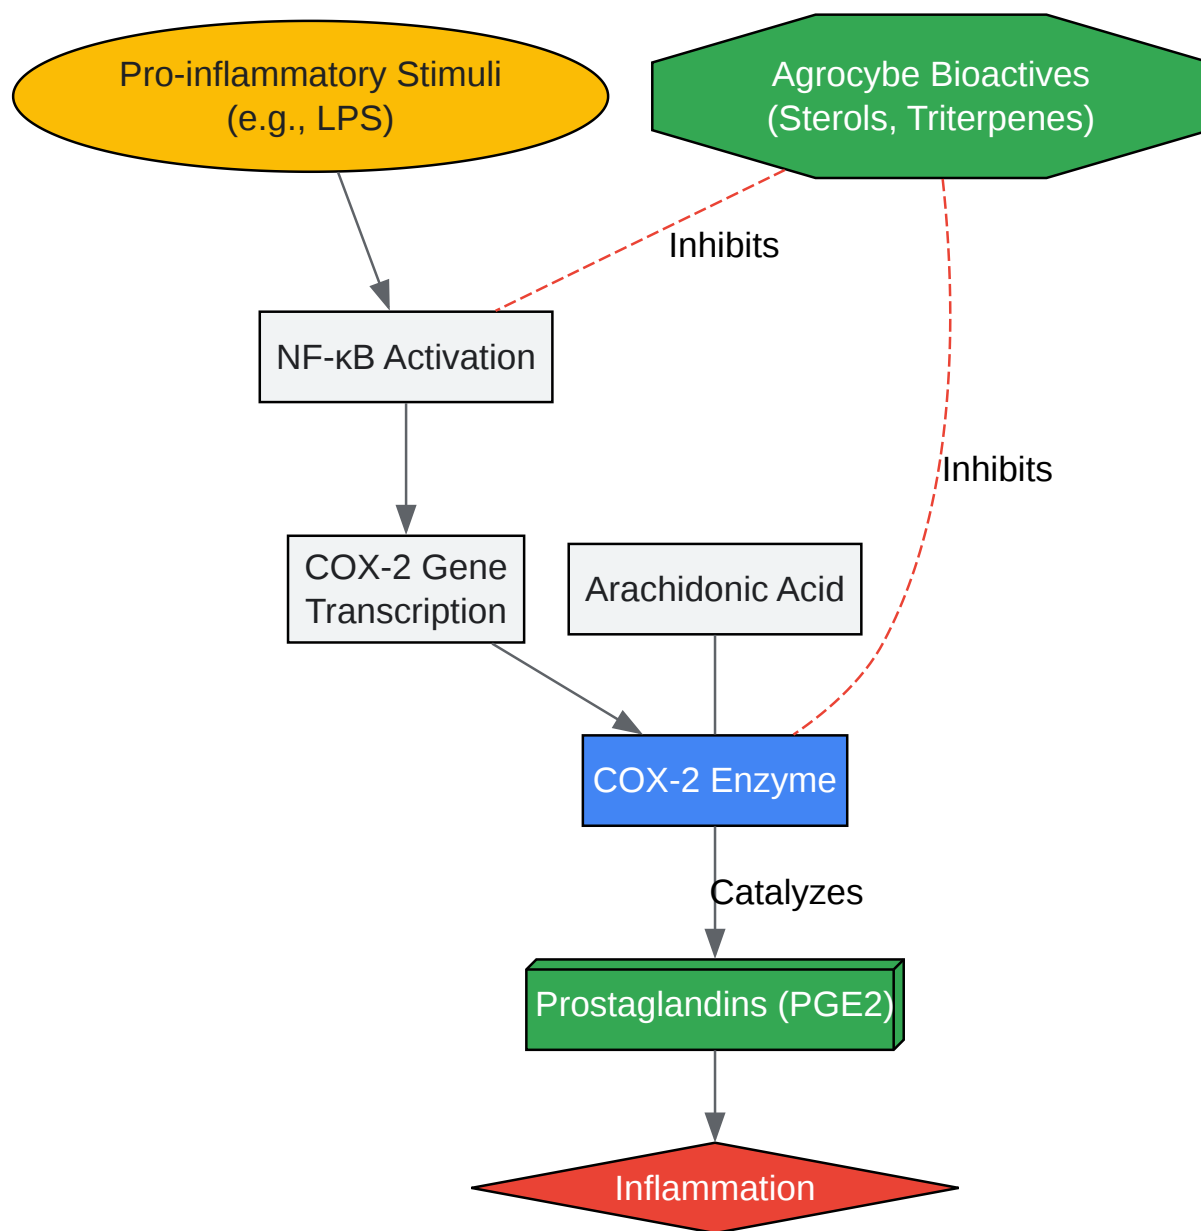 Pro-inflammatory Stimuli
(e.g., LPS)
Agrocybe Bioactives
(Sterols, Triterpenes)
Inhibits
NF-κB Activation
Inhibits
COX-2 Gene
Transcription
Arachidonic Acid
COX-2 Enzyme
Catalyzes
Prostaglandins (PGE2)
Inflammation